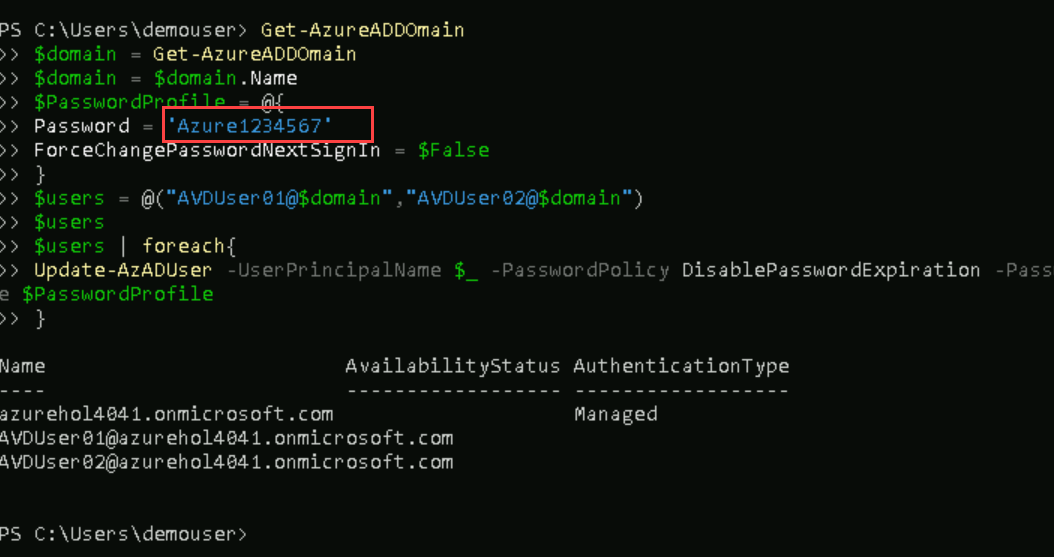 PS C:\Users\demouser> Get-AzureADDOmain
>> $domain = Get-AzureADDOmain
>> $domain = $domain.Name
>> $PasswordProfile = @{
>> Password = 'Azure1234567'
>> ForceChangePasswordNextSignIn = $False
>> }
>> $users = @("AVDUser01@$domain","AVDUser02@$domain")
>> $users
>> $users | foreach{
>> Update-AzADUser -UserPrincipalName $_ -PasswordPolicy DisablePasswordExpiration -Pass
e $PasswordProfile
>> }
Name AvailabilityStatus AuthenticationType
---- ------------------ ------------------
azurehol4041.onmicrosoft.com Managed
AVDUser01@azurehol4041.onmicrosoft.com
AVDUser02@azurehol4041.onmicrosoft.com
PS C:\Users\demouser>